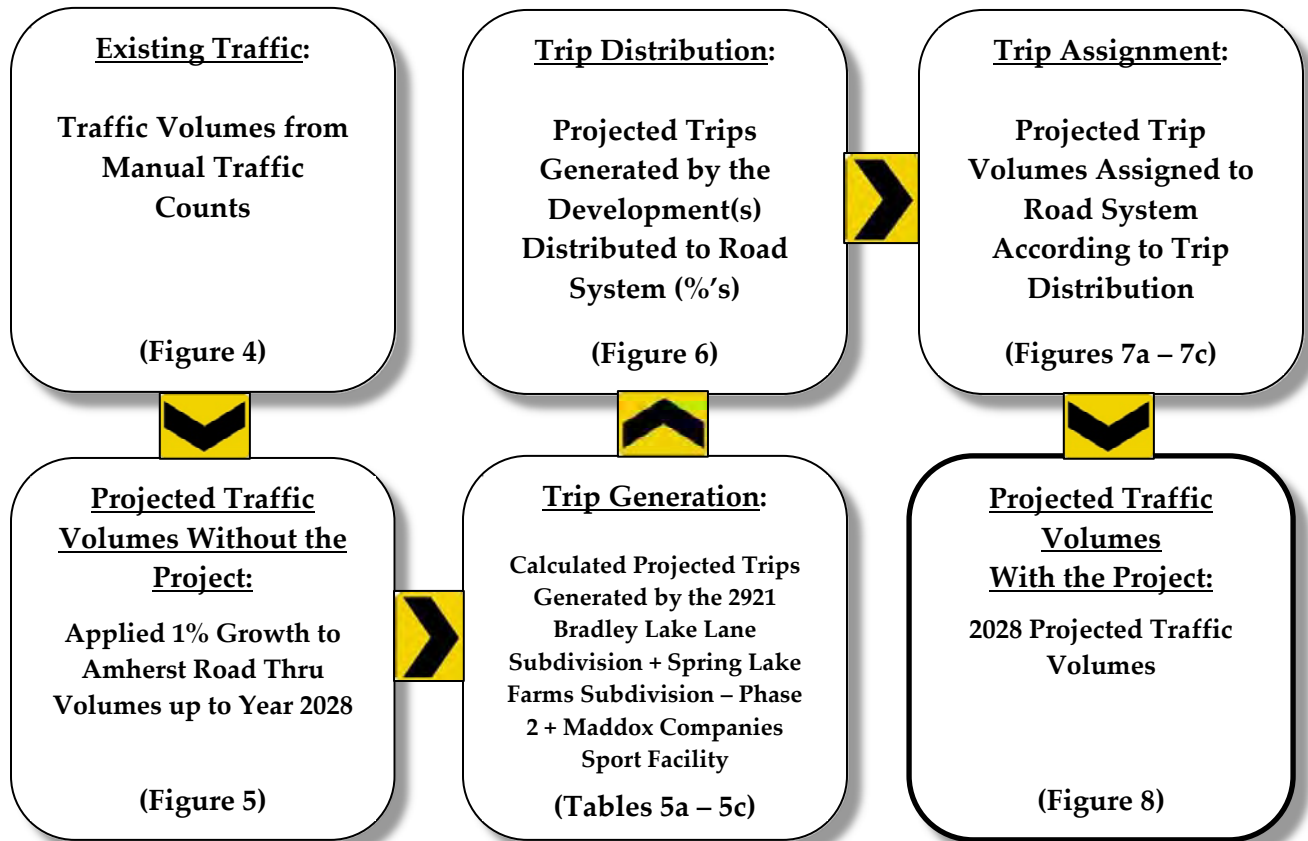 Existing Traffic:
Traffic Volumes from
Manual Traffic
Counts
(Figure 4)
Projected Traffic
Volumes Without the
Project:
Applied 1% Growth to
Amherst Road Thru
Volumes up to Year 2028
(Figure 5)
Trip Generation:
Calculated Projected Trips
Generated by the 2921
Bradley Lake Lane
Subdivision + Spring Lake
Farms Subdivision – Phase
2 + Maddox Companies
Sport Facility
(Tables 5a – 5c)
Trip Distribution:
Projected Trips
Generated by the
Development(s)
Distributed to Road
System (%’s)
(Figure 6)
Trip Assignment:
Projected Trip
Volumes Assigned to
Road System
According to Trip
Distribution
(Figures 7a – 7c)
Projected Traffic
Volumes
With the Project:
2028 Projected Traffic
Volumes
(Figure 8)